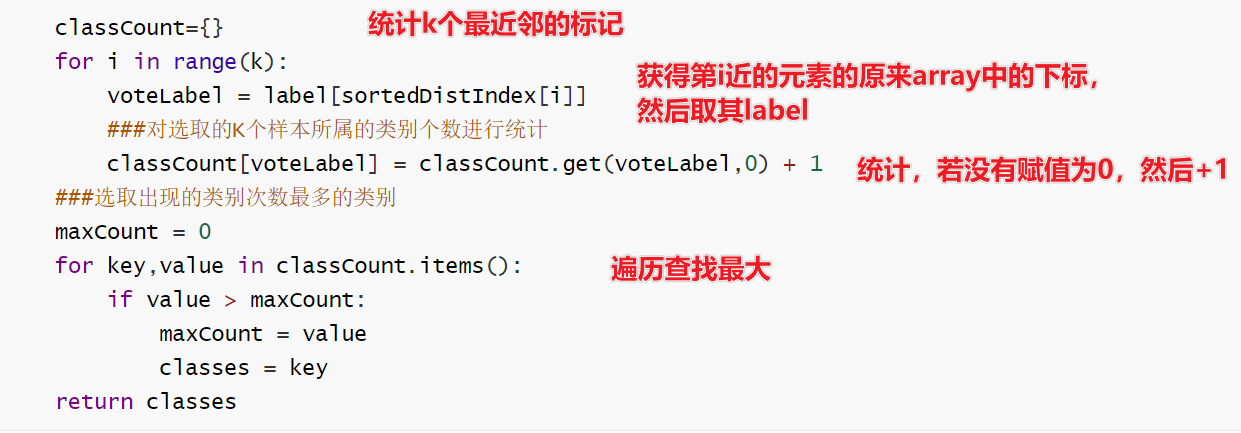 classCount={}
统计k个最近邻的标记
for i in range(k):
获得第i近的元素的原来array中的下标，
voteLabel = label[sortedDistIndex[i]]
然后取其label
###对选取的K个样本所属的类别个数进行统计
classCount[voteLabel] = classCount.get(voteLabel,0) + 1
统计，若没有赋值为0，然后+1
###选取出现的类别次数最多的类别
maxCount = 0
for key,value in classCount.items():
遍历查找最大
if value > maxCount:
maxCount = value
classes = key
return classes